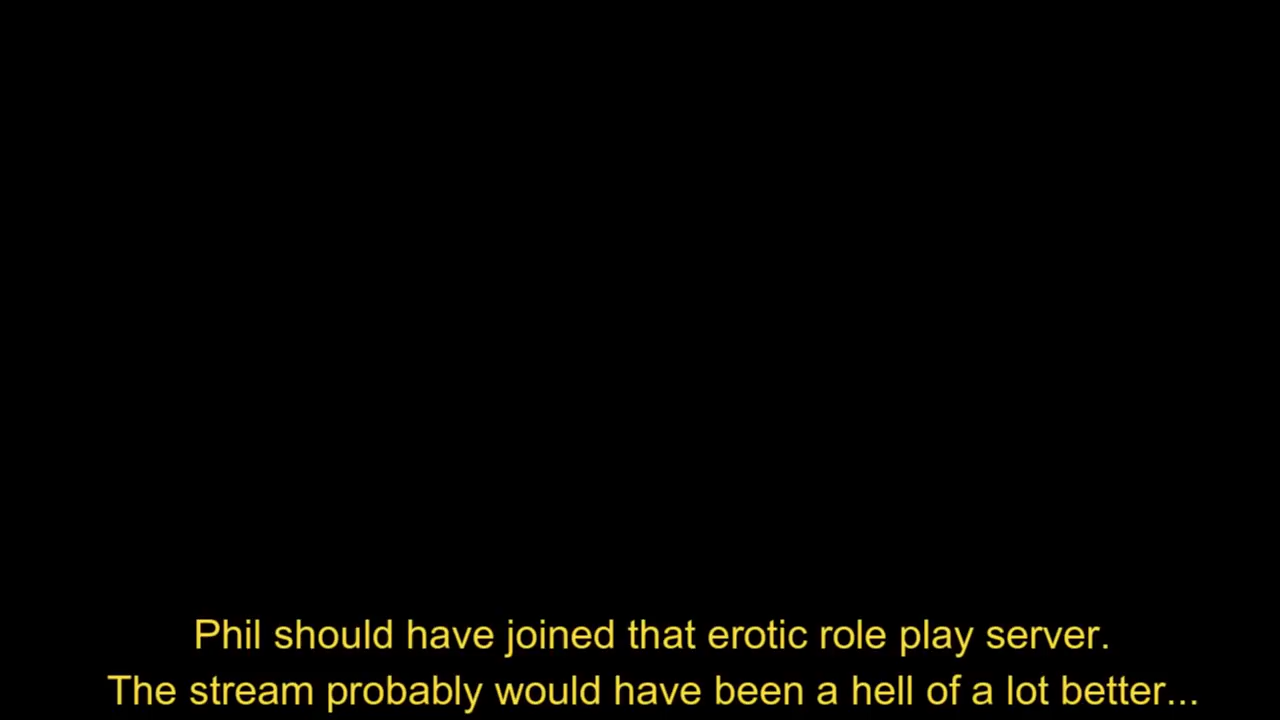 Phil should have joined that erotic role play server.
The stream probably would have been a hell of a lot better...